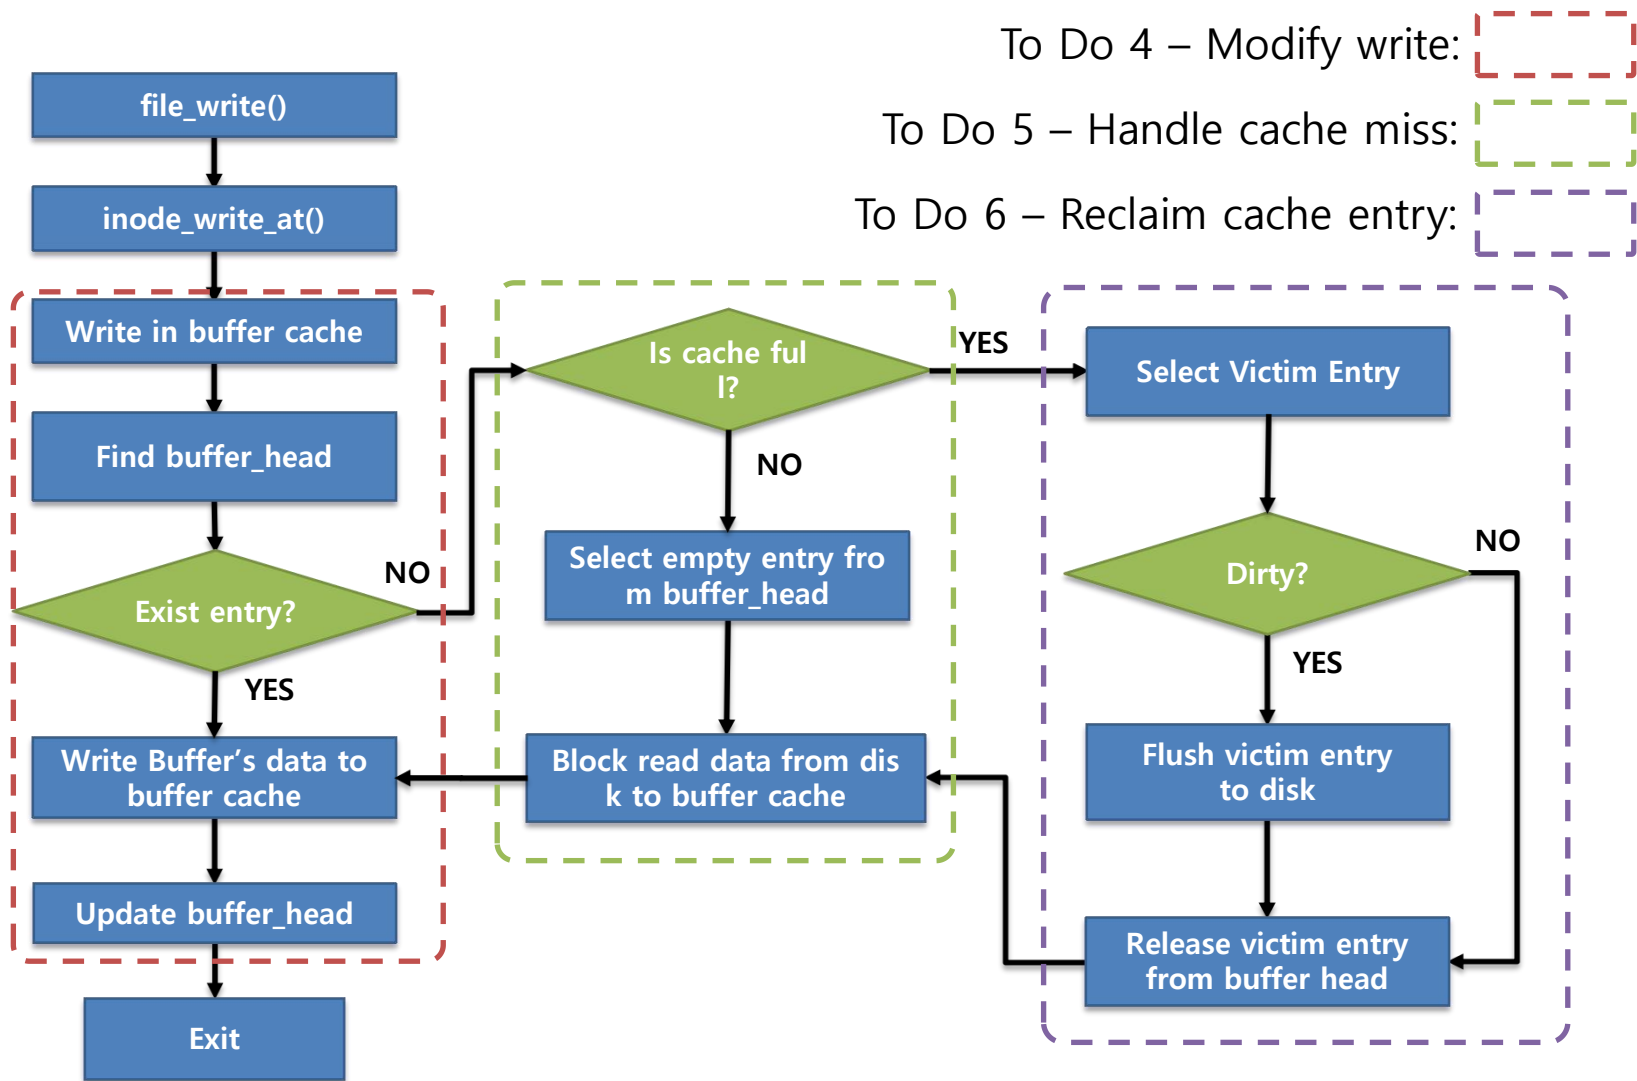 To Do 4 – Modify write:
To Do 5 – Handle cache miss:
To Do 6 – Reclaim cache entry:
file_write()
inode_write_at()
Write in buffer cache
Find buffer_head
Exist entry?
NO
YES
Write Buffer’s data to
buffer cache
Update buffer_head
Exit
Is cache ful
l?
YES
NO
Select empty entry fro
m buffer_head
Block read data from dis
k to buffer cache
Select Victim Entry
Dirty?
NO
YES
Flush victim entry
to disk
Release victim entry
from buffer head